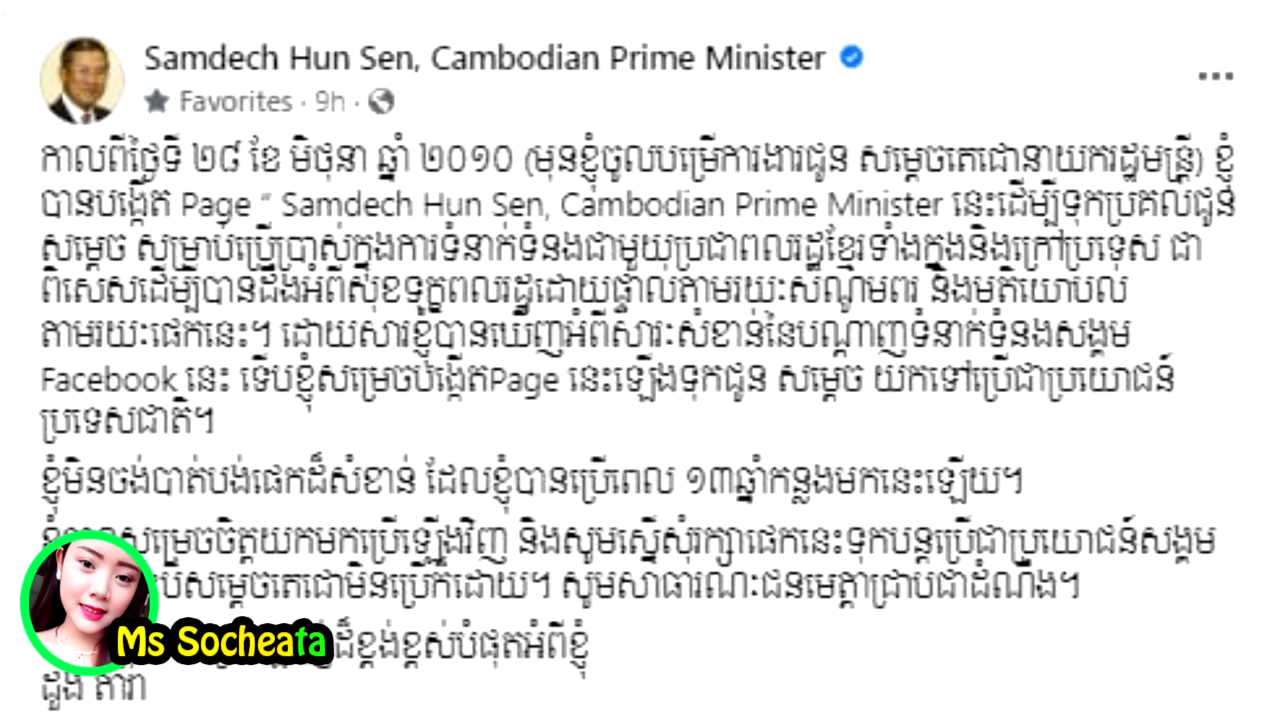 Samdech Hun Sen, Cambodian Prime Minister
Favorites · 9h ·
កាលពីថ្ងៃទី ២៨ ខែ មិថុនា ឆ្នាំ ២០១០ (មុនខ្ញុំចូលបម្រើការងារជូន សម្តេចតេជោនាយករដ្ឋមន្ត្រី) ខ្ញុំ
បានបង្កើត Page “ Samdech Hun Sen, Cambodian Prime Minister នេះដើម្បីទុកប្រគល់ជូន
សម្តេច សម្រាប់ប្រើប្រាស់ក្នុងការទំនាក់ទំនងជាមួយប្រជាពលរដ្ឋខ្មែរទាំងក្នុងនិងក្រៅប្រទេស ជា
ពិសេសដើម្បីបានដឹងអំពីសុខទុក្ខពលរដ្ឋដោយផ្ទាល់តាមរយៈសំណូមពរ និងមតិយោបល់
តាមរយៈផេកនេះ។ ដោយសារខ្ញុំបានឃើញអំពីសារៈសំខាន់នៃបណ្តាញទំនាក់ទំនងសង្គម
Facebook នេះ ទើបខ្ញុំសម្រេចបង្កើតPage នេះឡើងទុកជូន សម្តេច យកទៅប្រើជាប្រយោជន៍
ប្រទេសជាតិ។
ខ្ញុំមិនចង់បាត់បង់ផេកដ៏សំខាន់ ដែលខ្ញុំបានប្រើពេល ១៣ឆ្នាំកន្លងមកនេះឡើយ។
សម្រេចចិត្តយកមកប្រើឡើងវិញ និងសូមស្នើសុំរក្សាផេកនេះទុកបន្តប្រើជាប្រយោជន៍សង្គម
សម្តេចតេជោមិនប្រើក៏ដោយ។ សូមសាធារណៈជនមេត្តាជ្រាបជាដំណឹង។
Ms Socheata
ដ៏ខ្ពង់ខ្ពស់បំផុតអំពីខ្ញុំ
ដួង តារា